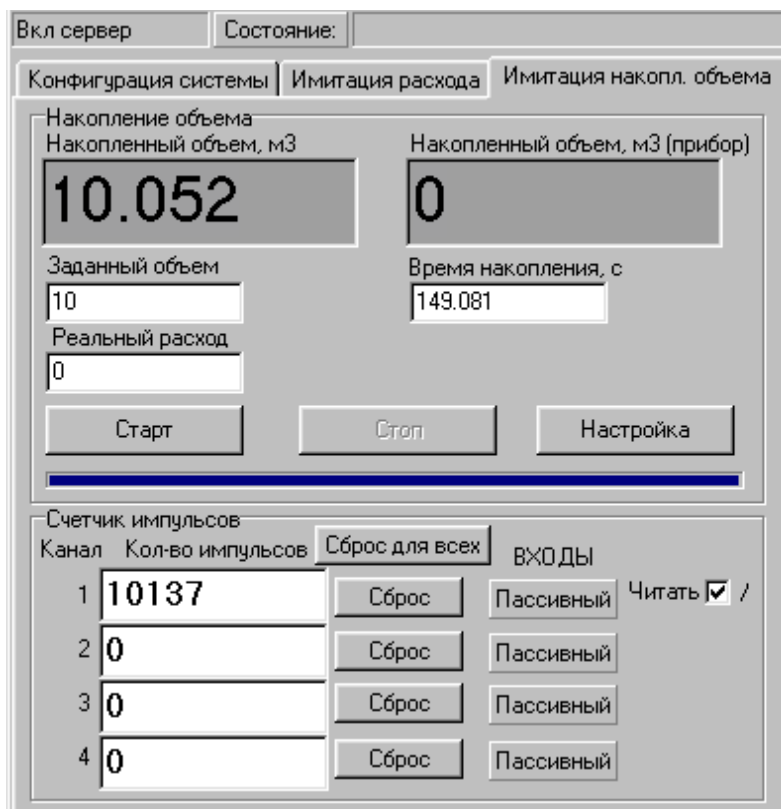 Вкл сервер Состояние:
Конфигурация системы Имитация расхода Имитация накопл. объема
Накопление объема
Накопленный объем, м3 Накопленный объем, м3 (прибор)
10.052 0
Заданный объем Время накопления, с
10 149.081
Реальный расход
0
Старт Стоп Настройка
Счетчик импульсов
Канал Кол-во импульсов Сброс для всех ВХОДЫ
1 10137 Сброс Пассивный Читать /
2 0 Сброс Пассивный
3 0 Сброс Пассивный
4 0 Сброс Пассивный